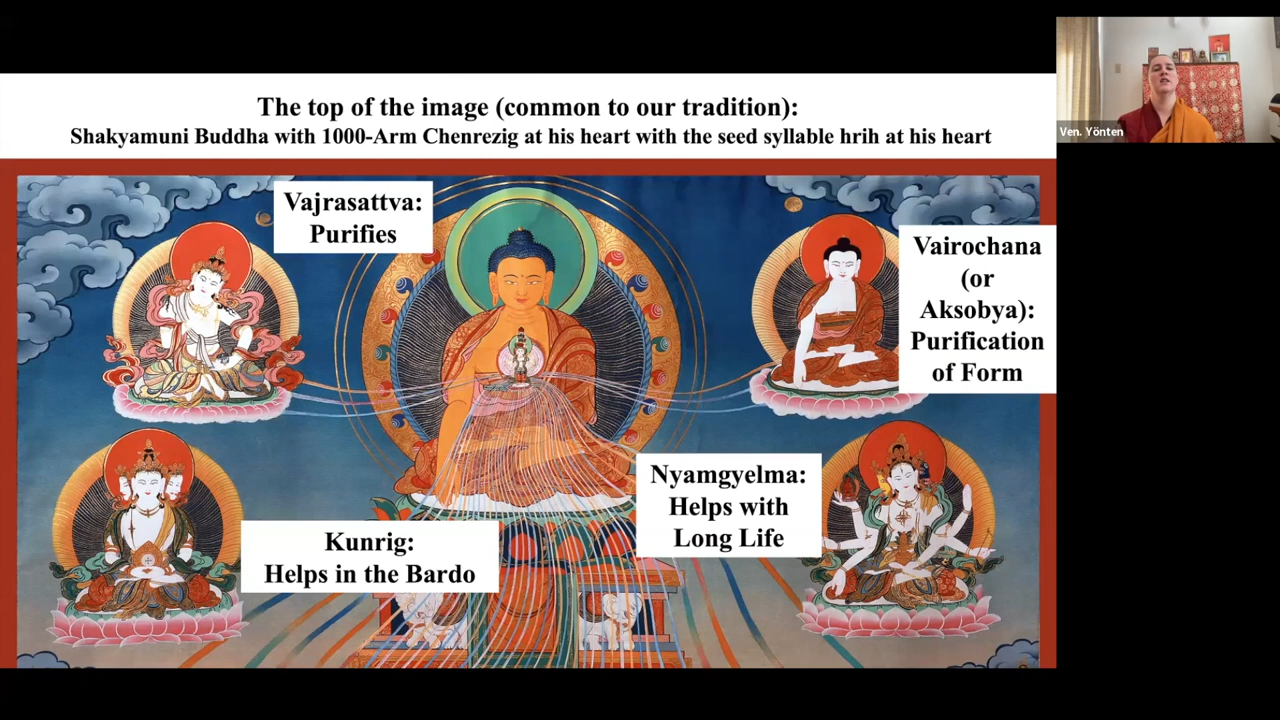 The top of the image (common to our tradition):
Shakyamuni Buddha with 1000-Arm Chenrezig at his heart with the seed syllable hrih at his heart
Ven. Yönten
Vajrasattva:
Purifies
Vairochana
(or
Aksobya):
Purification
of Form
Nyamgyelma:
Helps with
Long Life
Kunrig:
Helps in the Bardo